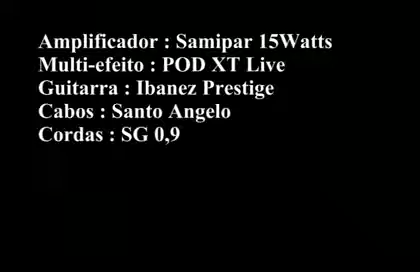 Amplificador : Samipar 15Watts
Multi-efeito : POD XT Live
Guitarra : Ibanez Prestige
Cabos : Santo Angelo
Cordas : SG 0,9